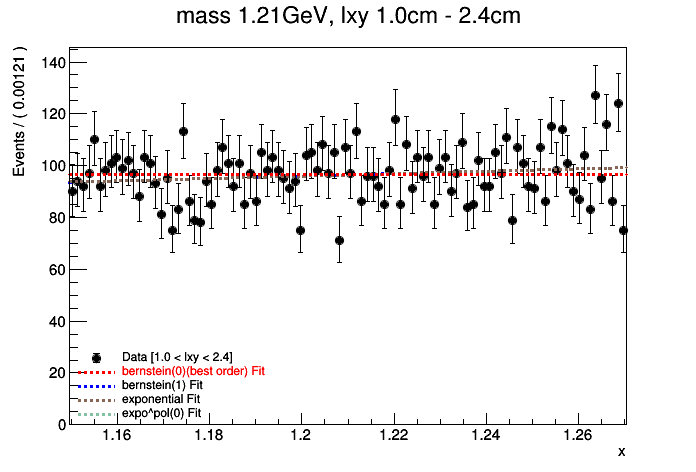 mass 1.21GeV, lxy 1.0cm - 2.4cm
Events / ( 0.00121 )
140
120
100
80
60
40
20
0
Data [1.0 < lxy < 2.4]
bernstein(0)(best order) Fit
bernstein(1) Fit
exponential Fit
expo^pol(0) Fit
1.16 1.18 1.2 1.22 1.24 1.26
x